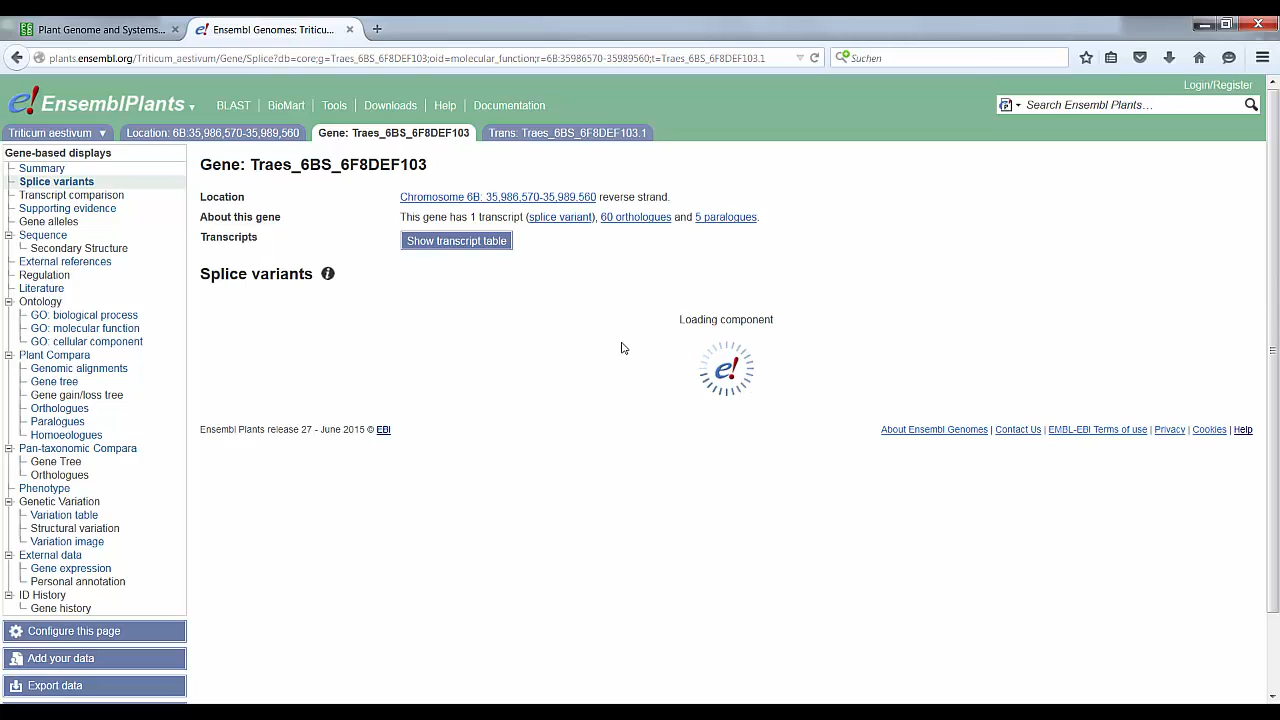 Plant Genome and Systems...
Ensembl Genomes: Triticu...
plants.ensembl.org/Triticum_aestivum/Gene/Splice?db=core;g=Traes_6BS_6F8DEF103;oid=molecular_function;r=6B:35986570-35989560;t=Traes_6BS_6F8DEF103.1
Suchen
Login/Register
e! EnsemblPlants
BLAST BioMart Tools Downloads Help Documentation
Search Ensembl Plants...
Triticum aestivum
Location: 6B:35,986,570-35,989,560
Gene: Traes_6BS_6F8DEF103
Trans: Traes_6BS_6F8DEF103.1
Gene-based displays
Summary
Splice variants
Transcript comparison
Supporting evidence
Gene alleles
Sequence
Secondary Structure
External references
Regulation
Literature
Ontology
GO: biological process
GO: molecular function
GO: cellular component
Plant Compara
Genomic alignments
Gene tree
Gene gain/loss tree
Orthologues
Paralogues
Homoeologues
Pan-taxonomic Compara
Gene Tree
Orthologues
Phenotype
Genetic Variation
Variation table
Structural variation
Variation image
External data
Gene expression
Personal annotation
ID History
Gene history
Configure this page
Add your data
Export data
Gene: Traes_6BS_6F8DEF103
Location Chromosome 6B: 35,986,570-35,989,560 reverse strand.
About this gene This gene has 1 transcript (splice variant), 60 orthologues and 5 paralogues.
Transcripts Show transcript table
Splice variants
Loading component
e!
Ensembl Plants release 27 - June 2015 © EBI
About Ensembl Genomes | Contact Us | EMBL-EBI Terms of use | Privacy | Cookies | Help